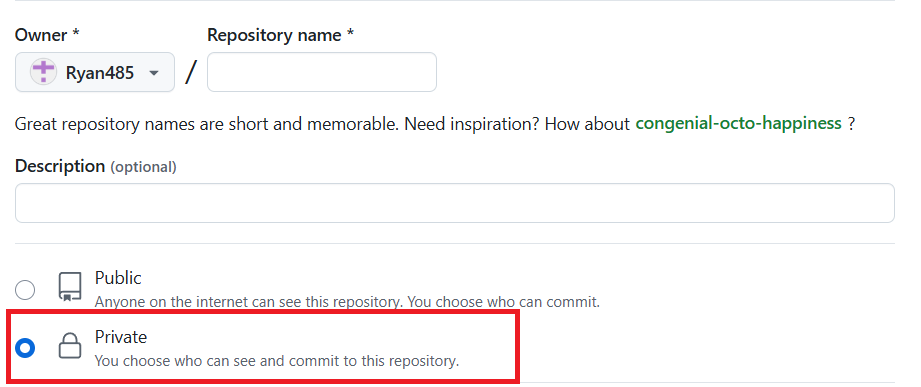 Owner * Repository name *
Ryan485 /
Great repository names are short and memorable. Need inspiration? How about congenial-octo-happiness ?
Description (optional)
Public
Anyone on the internet can see this repository. You choose who can commit.
Private
You choose who can see and commit to this repository.